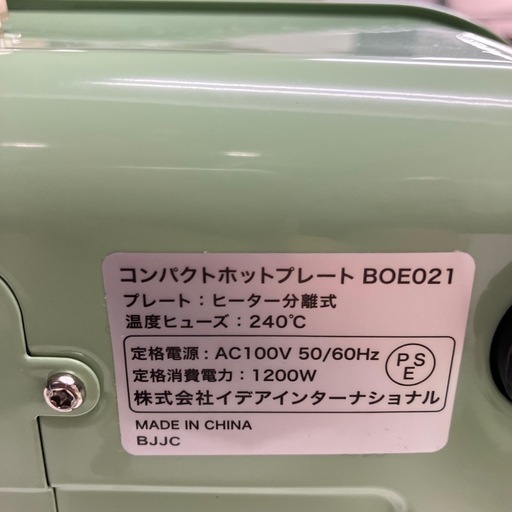 コンパクトホットプレート BOE021
プレート：ヒーター分離式
温度ヒューズ：240℃
定格電源：AC100V 50/60Hz
定格消費電力：1200W
PSE
株式会社イデアインターナショナル
MADE IN CHINA
BJJC